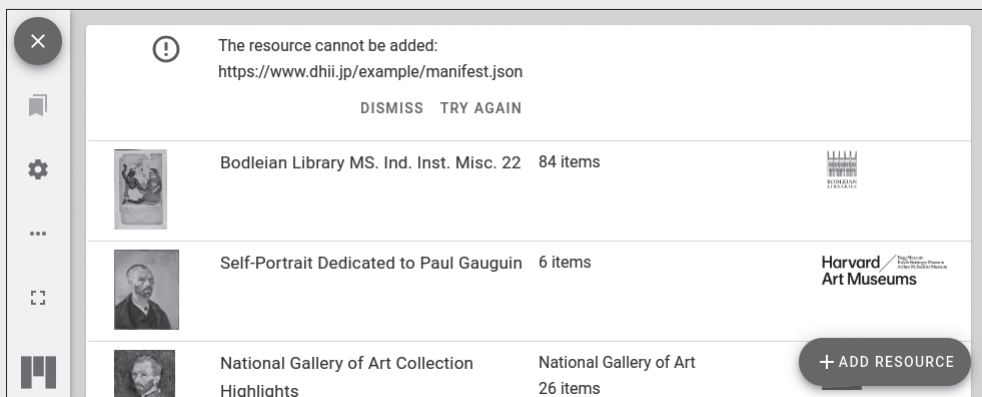 The resource cannot be added:
https://www.dhii.jp/example/manifest.json
DISMISS TRY AGAIN
Bodleian Library MS. Ind. Inst. Misc. 22 84 items
BODLEIAN
LIBRARIES
Self-Portrait Dedicated to Paul Gauguin 6 items
Harvard
Art Museums
National Gallery of Art Collection
Highlights
National Gallery of Art
26 items
ADD RESOURCE